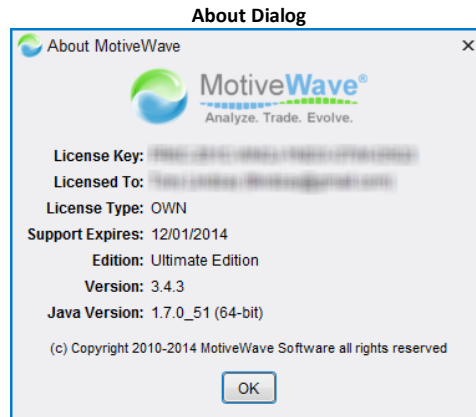 About Dialog
About MotiveWave
MotiveWave®
Analyze. Trade. Evolve.
License Key:
Licensed To:
License Type: OWN
Support Expires: 12/01/2014
Edition: Ultimate Edition
Version: 3.4.3
Java Version: 1.7.0_51 (64-bit)
(c) Copyright 2010-2014 MotiveWave Software all rights reserved
OK